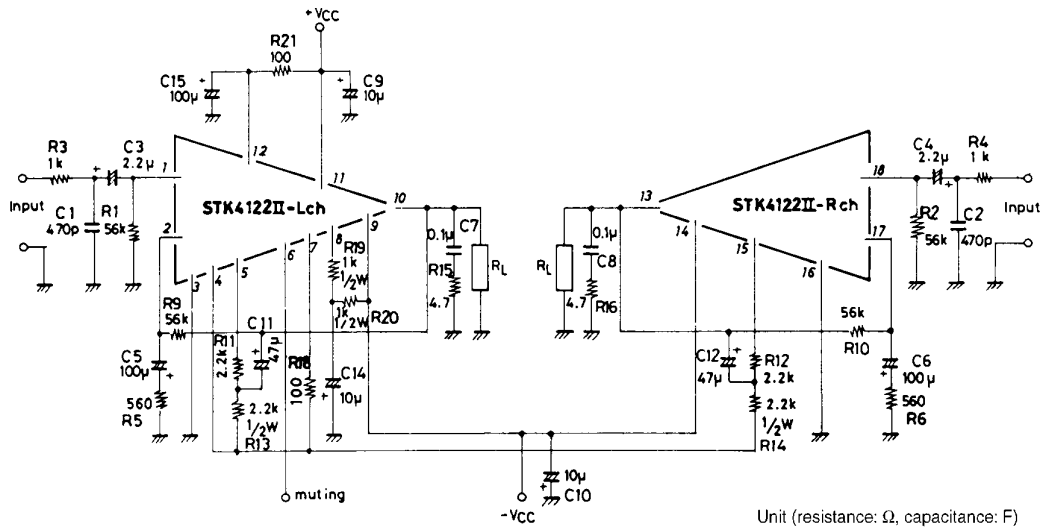 +VCC
R21
100
C15
+
100µ
+
C9
10µ
R3
1k
C3
+
2.2µ
1
12
11
10
STK4122II-Lch
Input
C1
470p
R1
56k
2
3
4
5
6
7
8
9
R19
1k
1/2W
0.1µ
C7
R15
4.7
RL
R9
56k
1k
1/2W
R20
C5
100µ
+
560
R5
R11
2.2k
C11
+
47µ
2.2k
1/2W
R13
R18
100
C14
+
10µ
muting
13
14
15
16
17
18
STK4122II-Rch
C4
2.2µ
+
R4
1k
R2
56k
C2
470p
Input
RL
0.1µ
C8
4.7
R16
56k
R10
C12
+
47µ
R12
2.2k
2.2k
1/2W
R14
C6
+
100µ
560
R6
-VCC
10µ
+
C10
Unit (resistance: Ω, capacitance: F)